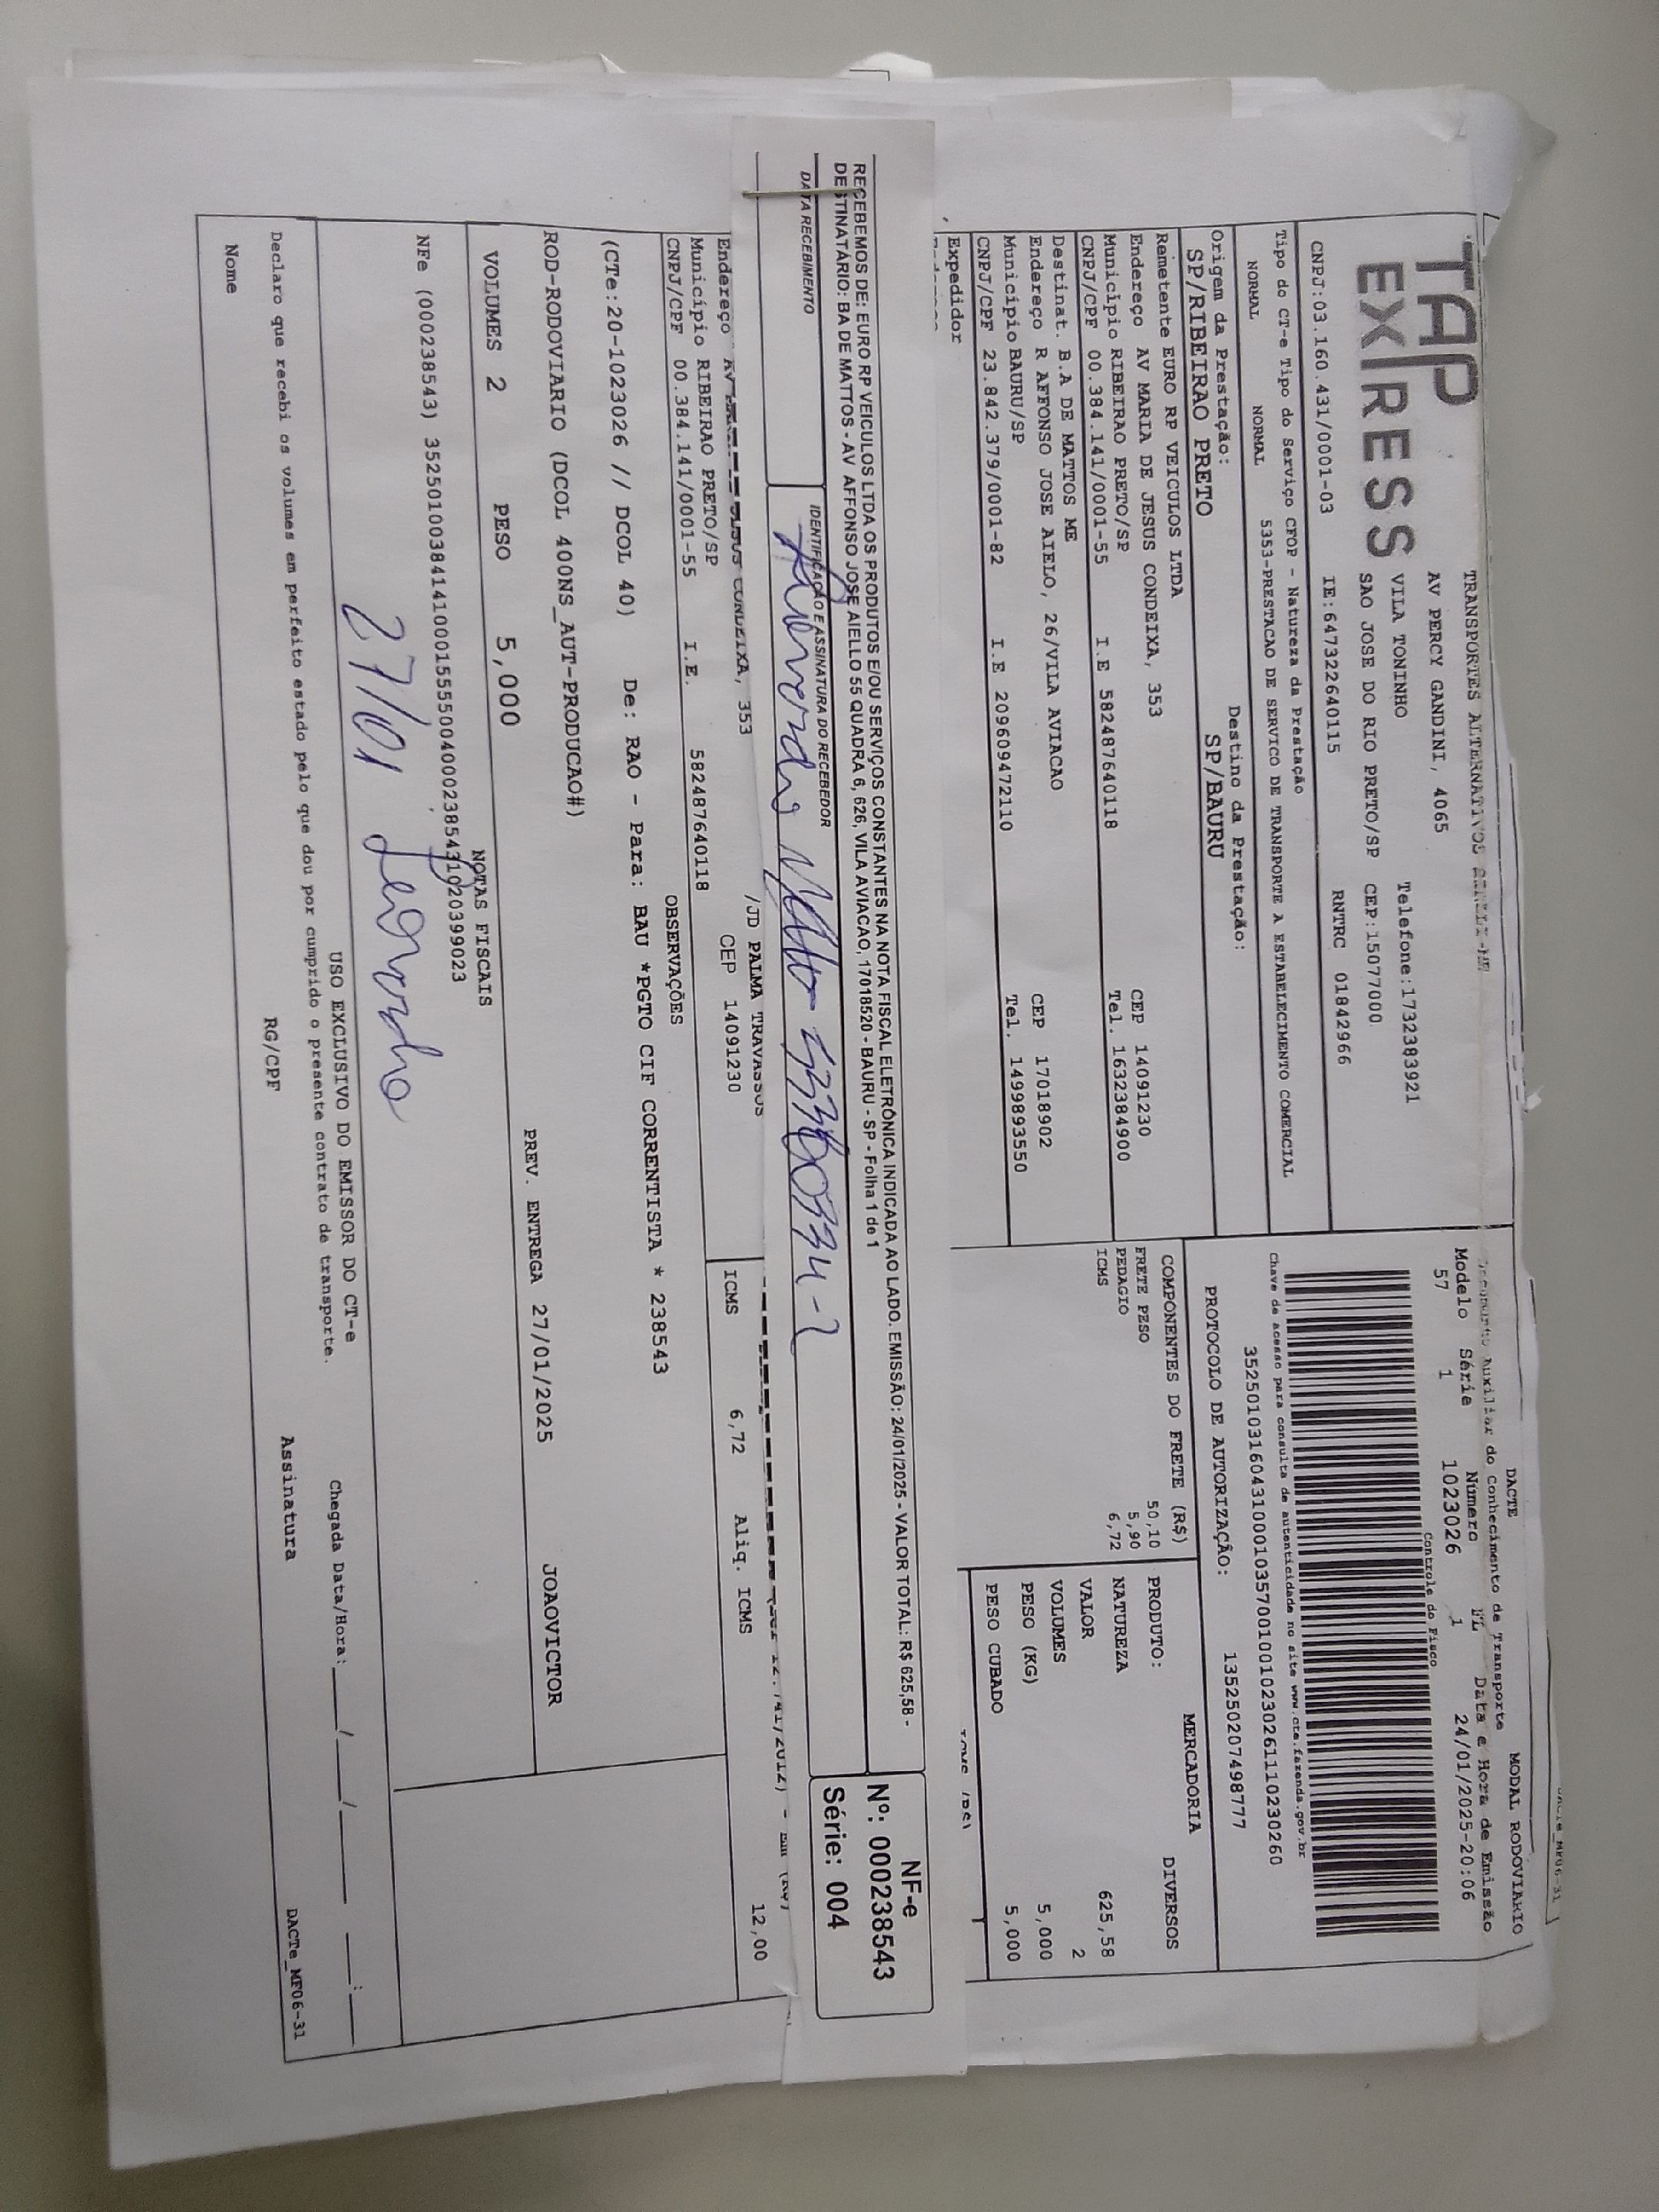 TAP
EXPRESS
TRANSPORTES ALTERNATIVOS
AV PERCY GANDINI, 4065
VILA TONINHO Telefone:1732383921
SAO JOSE DO RIO PRETO/SP CEP:15077000
CNPJ:03.160.431/0001-03 IE:647322640115 RNTRC 01842966
Tipo do CT-e Tipo do Serviço CFOP - Natureza da Prestação
NORMAL NORMAL 5353-PRESTACAO DE SERVICO DE TRANSPORTE A ESTABELECIMENTO COMERCIAL
Origem da Prestação: Destino da Prestação:
SP/RIBEIRAO PRETO SP/BAURU
Remetente EURO RP VEICULOS LTDA
Endereço AV MARIA DE JESUS CONDEIXA, 353 CEP 14091230
Município RIBEIRAO PRETO/SP Tel. 1632384900
CNPJ/CPF 00.384.141/0001-55 I.E 582487640118
Destinat. B.A DE MATTOS ME
Endereço R AFFONSO JOSE AIELO, 26/VILA AVIACAO CEP 17018902
Município BAURU/SP Tel. 1499893550
CNPJ/CPF 23.842.379/0001-82 I.E 209609472110
Expedidor
DACTE MODAL RODOVIARIO
Documento Auxiliar do Conhecimento de Transporte
Modelo Série Número FL Data e Hora de Emissão
57 1 1023026 1 24/01/2025-20:06
Controle do Fisco
Chave de acesso para consulta de autenticidade no site www.cte.fazenda.gov.br
35250103160431000103570010010230261110230260
PROTOCOLO DE AUTORIZAÇÃO: 135250207498777
COMPONENTES DO FRETE (R$)
FRETE PESO 50,10
PEDAGIO 5,90
ICMS 6,72
MERCADORIA
PRODUTO: DIVERSOS
NATUREZA
VALOR 625,58
VOLUMES 2
PESO (KG) 5,000
PESO CUBADO 5,000
RECEBEMOS DE: EURO RP VEICULOS LTDA OS PRODUTOS E/OU SERVIÇOS CONSTANTES NA NOTA FISCAL ELETRÔNICA INDICADA AO LADO. EMISSÃO: 24/01/2025 - VALOR TOTAL: R$ 625,58 -
DESTINATÁRIO: BA DE MATTOS - AV AFFONSO JOSE AIELLO 55 QUADRA 6, 626, VILA AVIACAO, 17018520 - BAURU - SP - Folha 1 de 1
DATA RECEBIMENTO IDENTIFICAÇÃO E ASSINATURA DO RECEBEDOR
NF-e
Nº: 000238543
Série: 004
Endereço CONDEIXA, 353 /JD PALMA TRAVASSOS
Município RIBEIRAO PRETO/SP CEP 14091230
CNPJ/CPF 00.384.141/0001-55 I.E. 582487640118
ICMS 6,72 Aliq. ICMS 12,00
OBSERVAÇÕES
(CTe:20-1023026 // DCOL 40) De: RAO - Para: BAU *PGTO CIF CORRENTISTA * 238543
ROD-RODOVIARIO (DCOL 400NS_AUT-PRODUCAO#)
PREV. ENTREGA 27/01/2025 JOAOVICTOR
VOLUMES 2 PESO 5,000
NOTAS FISCAIS
NFe (000238543)
27/01 Leonardo
USO EXCLUSIVO DO EMISSOR DO CT-e
Chegada Data/Hora:___/___/_____ ___:___
Declaro que recebi os volumes em perfeito estado pelo que dou por cumprido o presente contrato de transporte.
Nome RG/CPF Assinatura
DACTe_MF06-31